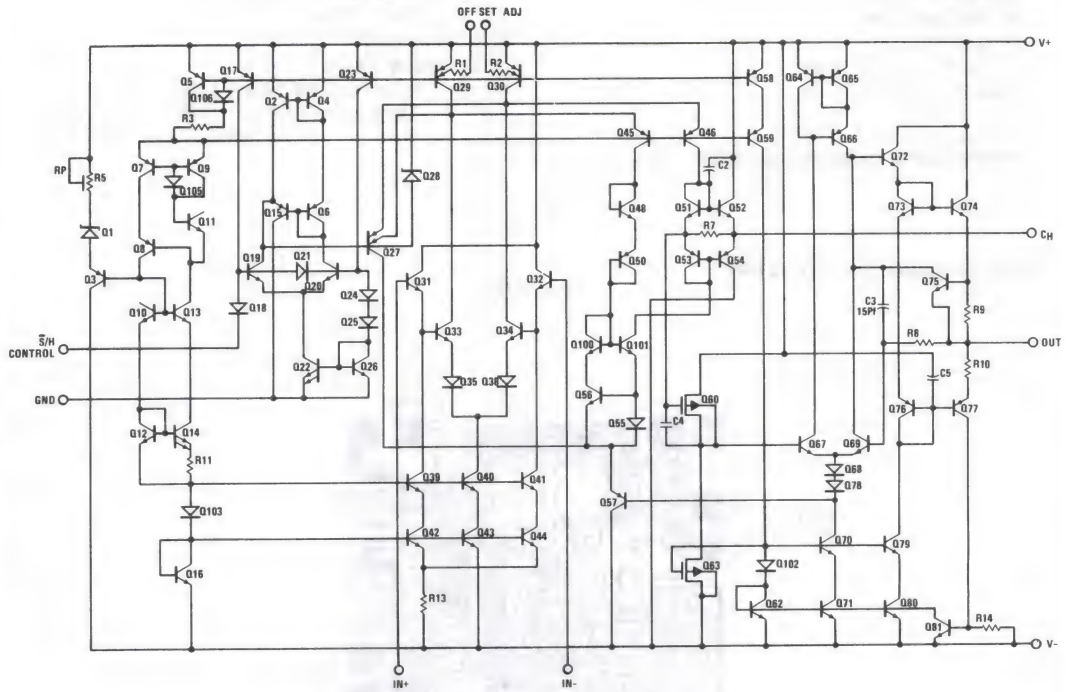 OFF SET ADJ
V+
Q5
Q17
Q23
R1
R2
Q29
Q30
Q58
Q64
Q65
Q106
Q2
Q4
R3
Q45
Q46
Q59
Q66
Q72
RP
R5
Q7
Q9
Q105
Q28
C2
Q11
Q15
Q6
Q48
Q51
Q52
Q73
Q74
Q1
Q8
Q27
R7
CH
Q19
Q21
Q20
Q50
Q53
Q54
Q3
Q31
Q32
Q75
Q10
Q13
Q18
Q24
Q25
C3
15Pf
R9
S/H
CONTROL
Q33
Q34
Q100
Q101
R8
OUT
Q22
Q26
Q35
Q38
Q56
Q55
Q60
C5
R10
GND
C4
Q76
Q77
Q12
Q14
R11
Q67
Q69
Q68
Q78
Q39
Q40
Q41
Q57
Q103
Q42
Q43
Q44
Q70
Q79
Q16
Q63
Q102
R13
Q62
Q71
Q80
Q81
R14
V-
IN+
IN-